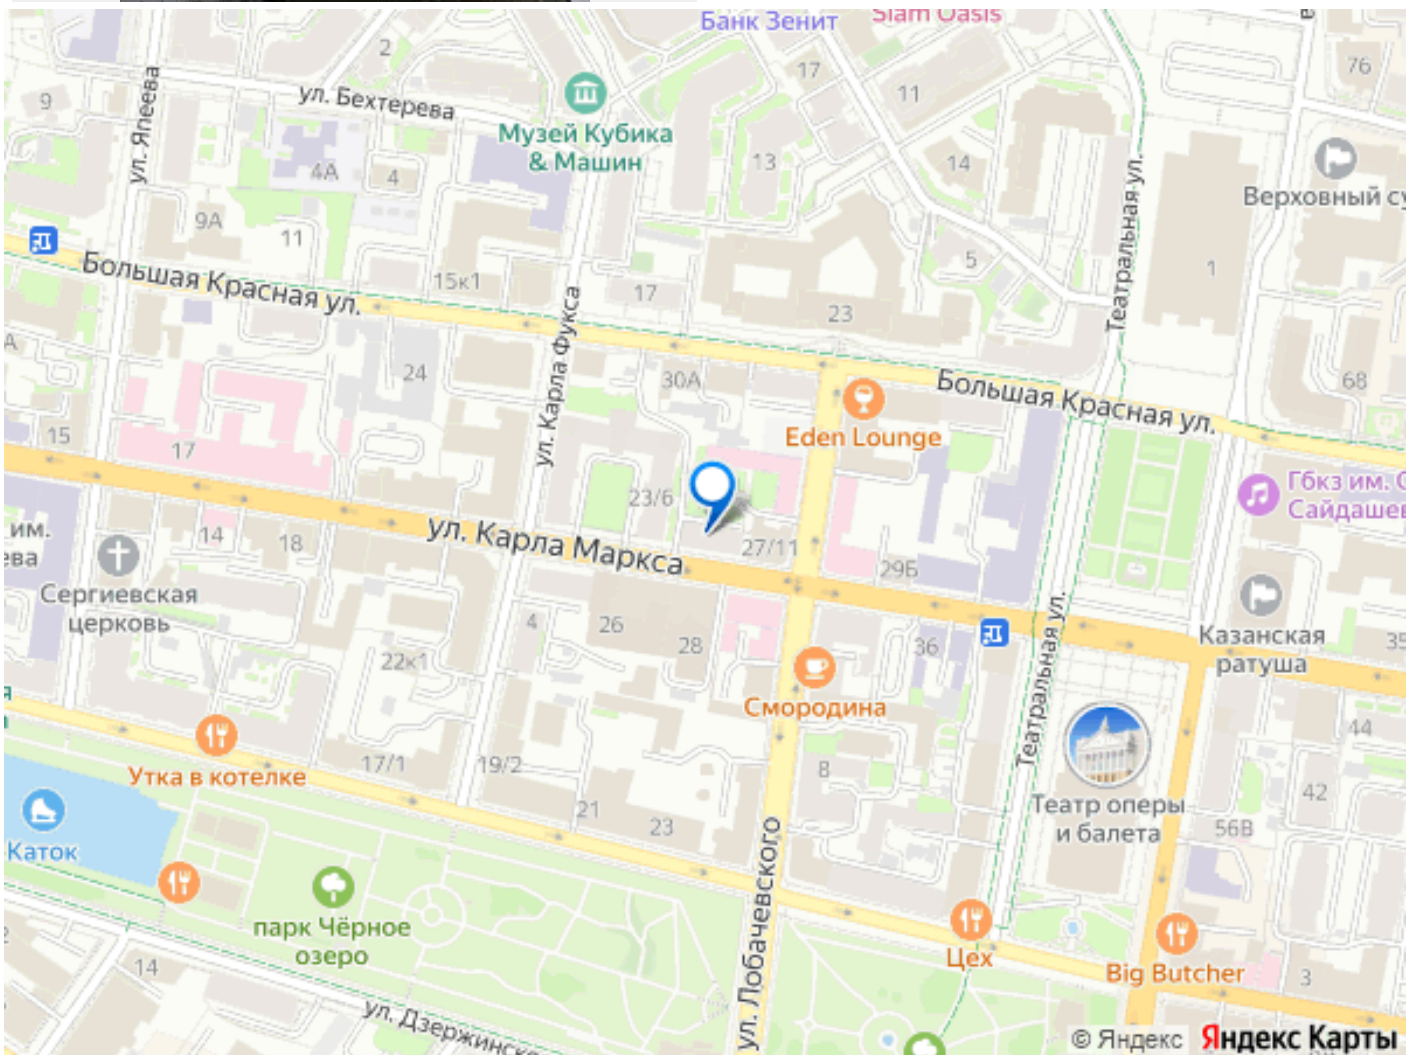 Банк Зенит
Siam Oasis
2
17
76
ул. Япеева
9
ул. Бехтерева
11
Музей Кубика
& Машин
13
14
Верховный су
4А
4
Театральная ул.
9А
11
5
1
Большая Красная ул.
15к1
17
23
ул. Карла Фукса
А
24
30А
Большая Красная ул.
68
15
17
Eden Lounge
23/6
Гбкз им. С
Сайдашев
им.
ева
14
18
ул. Карла Маркса
27/11
29Б
Сергиевская
церковь
4
26
28
36
Театральная ул.
Казанская
ратуша
35
22к1
я
Смородина
44
17/1
19/2
8
Утка в котелке
Театр оперы
и балета
42
56В
21
23
Каток
ул. Лобачевского
парк Чёрное
озеро
2
14
Цех
Big Butcher
3
ул. Дзержинско
© Яндекс Яндекс Карты